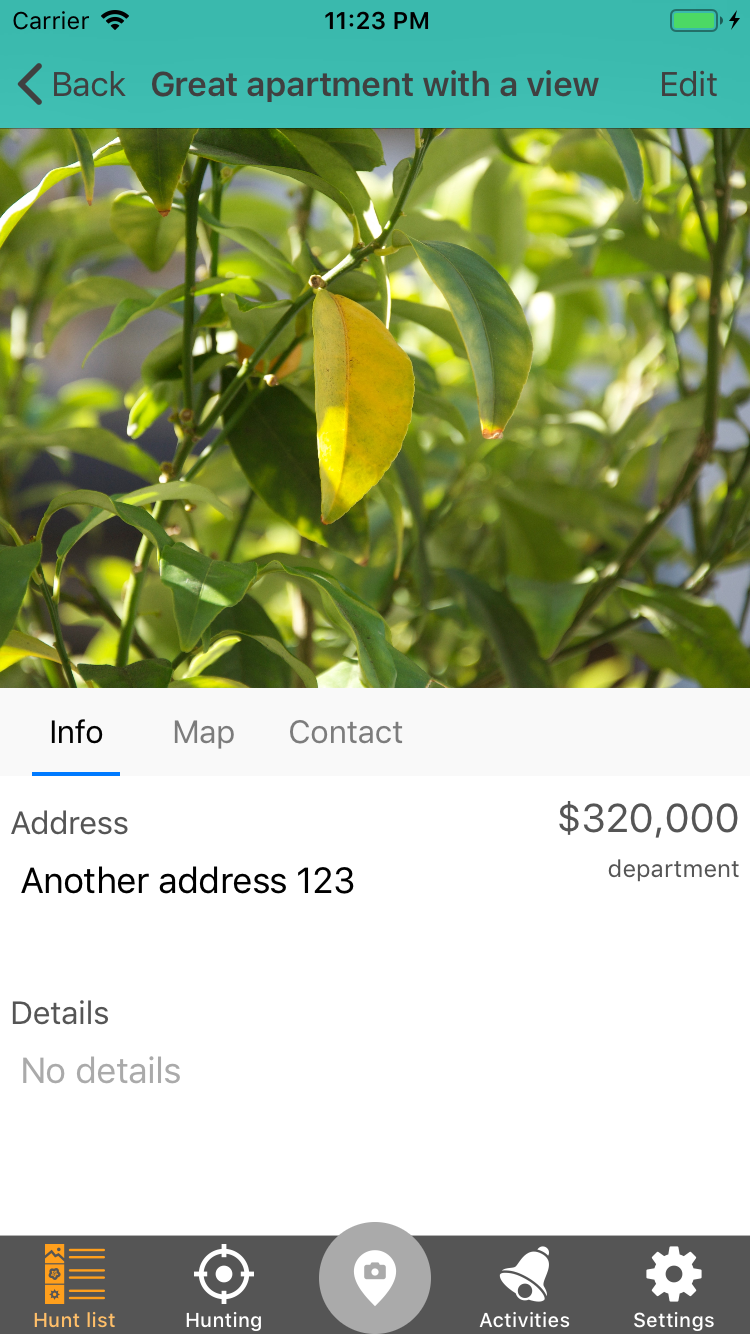 Carrier 11:23 PM
Back Great apartment with a view Edit
Info Map Contact
Address $320,000
Another address 123 department
Details
No details
Hunt list Hunting Activities Settings